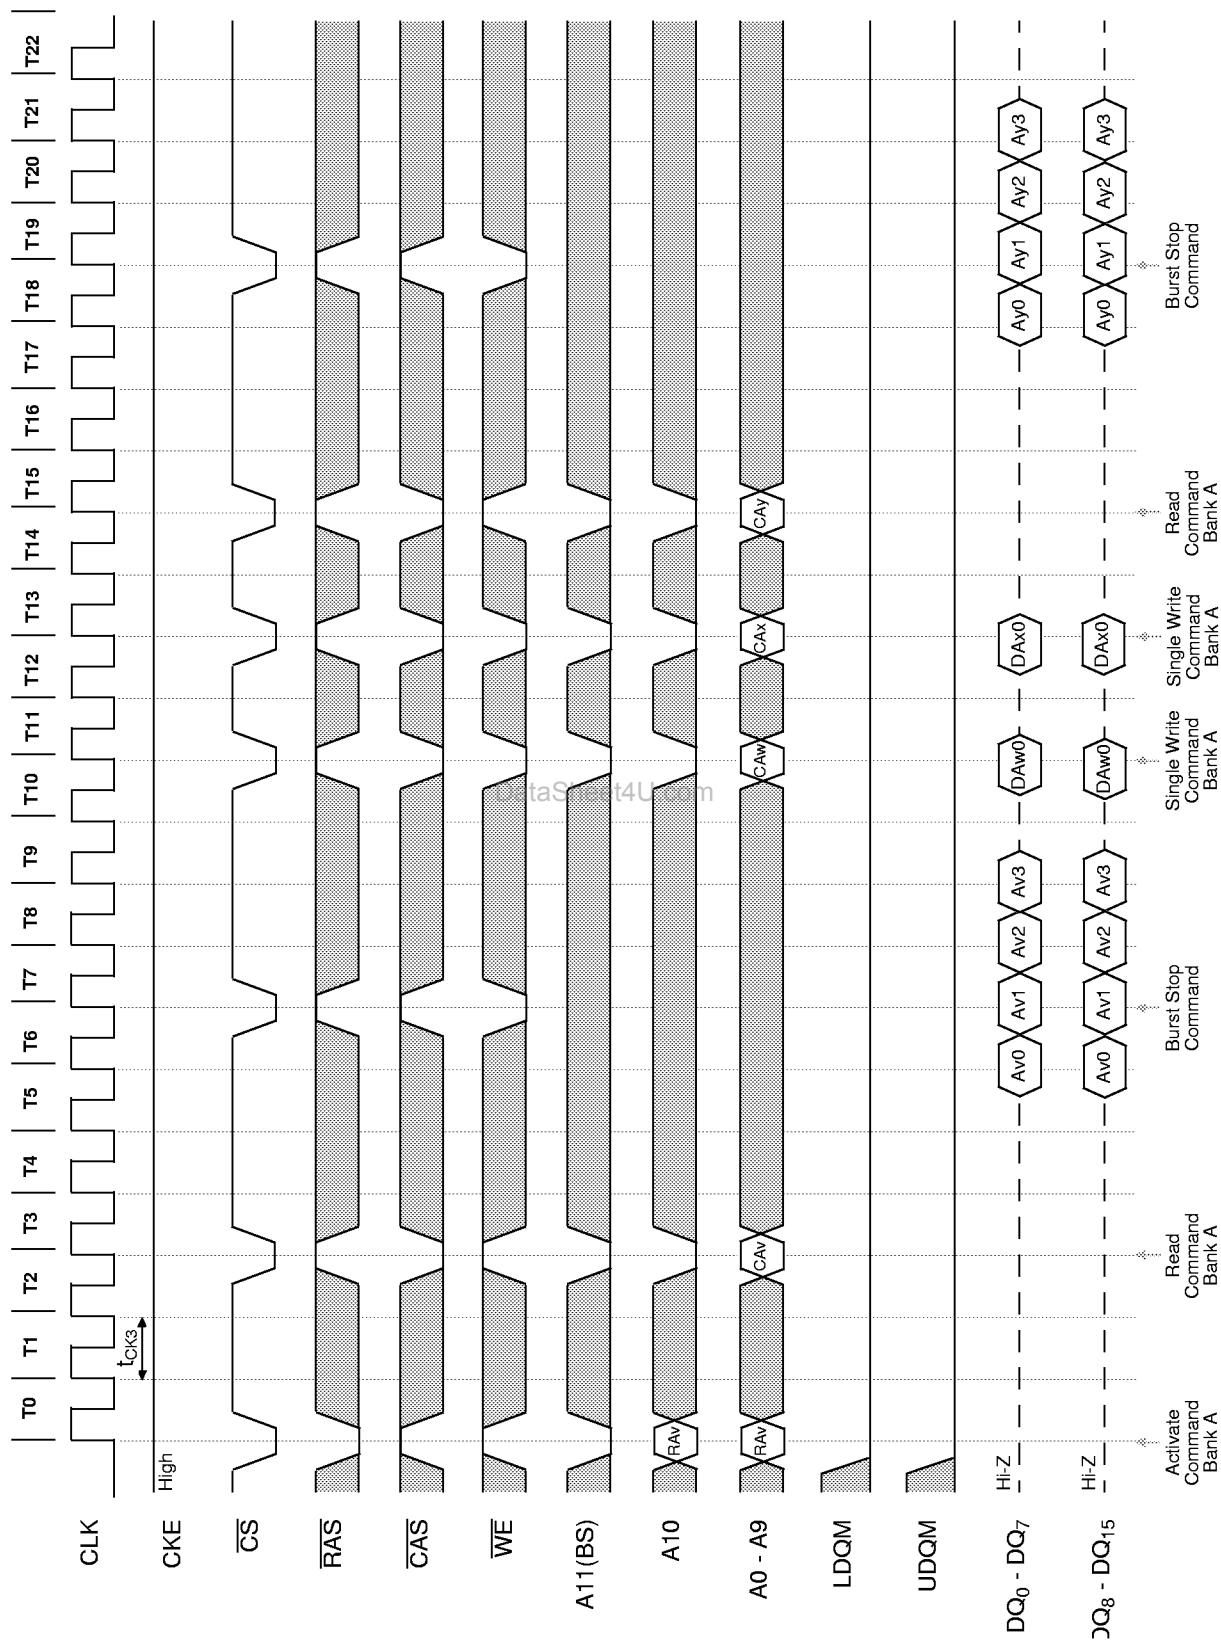 T0 T1 T2 T3 T4 T5 T6 T7 T8 T9 T10 T11 T12 T13 T14 T15 T16 T17 T18 T19 T20 T21 T22
CLK
tCK3
CKE
High
CS
RAS
CAS
WE
DataSheet4U.com
A11(BS)
A10
RAv
A0 - A9
RAv CAv CAw CAx CAy
LDQM
UDQM
DQ0 - DQ7
Hi-Z Av0 Av1 Av2 Av3 DAw0 DAx0 Ay0 Ay1 Ay2 Ay3
DQ8 - DQ15
Hi-Z Av0 Av1 Av2 Av3 DAw0 DAx0 Ay0 Ay1 Ay2 Ay3
Activate
Command
Bank A
Read
Command
Bank A
Burst Stop
Command
Single Write
Command
Bank A
Single Write
Command
Bank A
Read
Command
Bank A
Burst Stop
Command